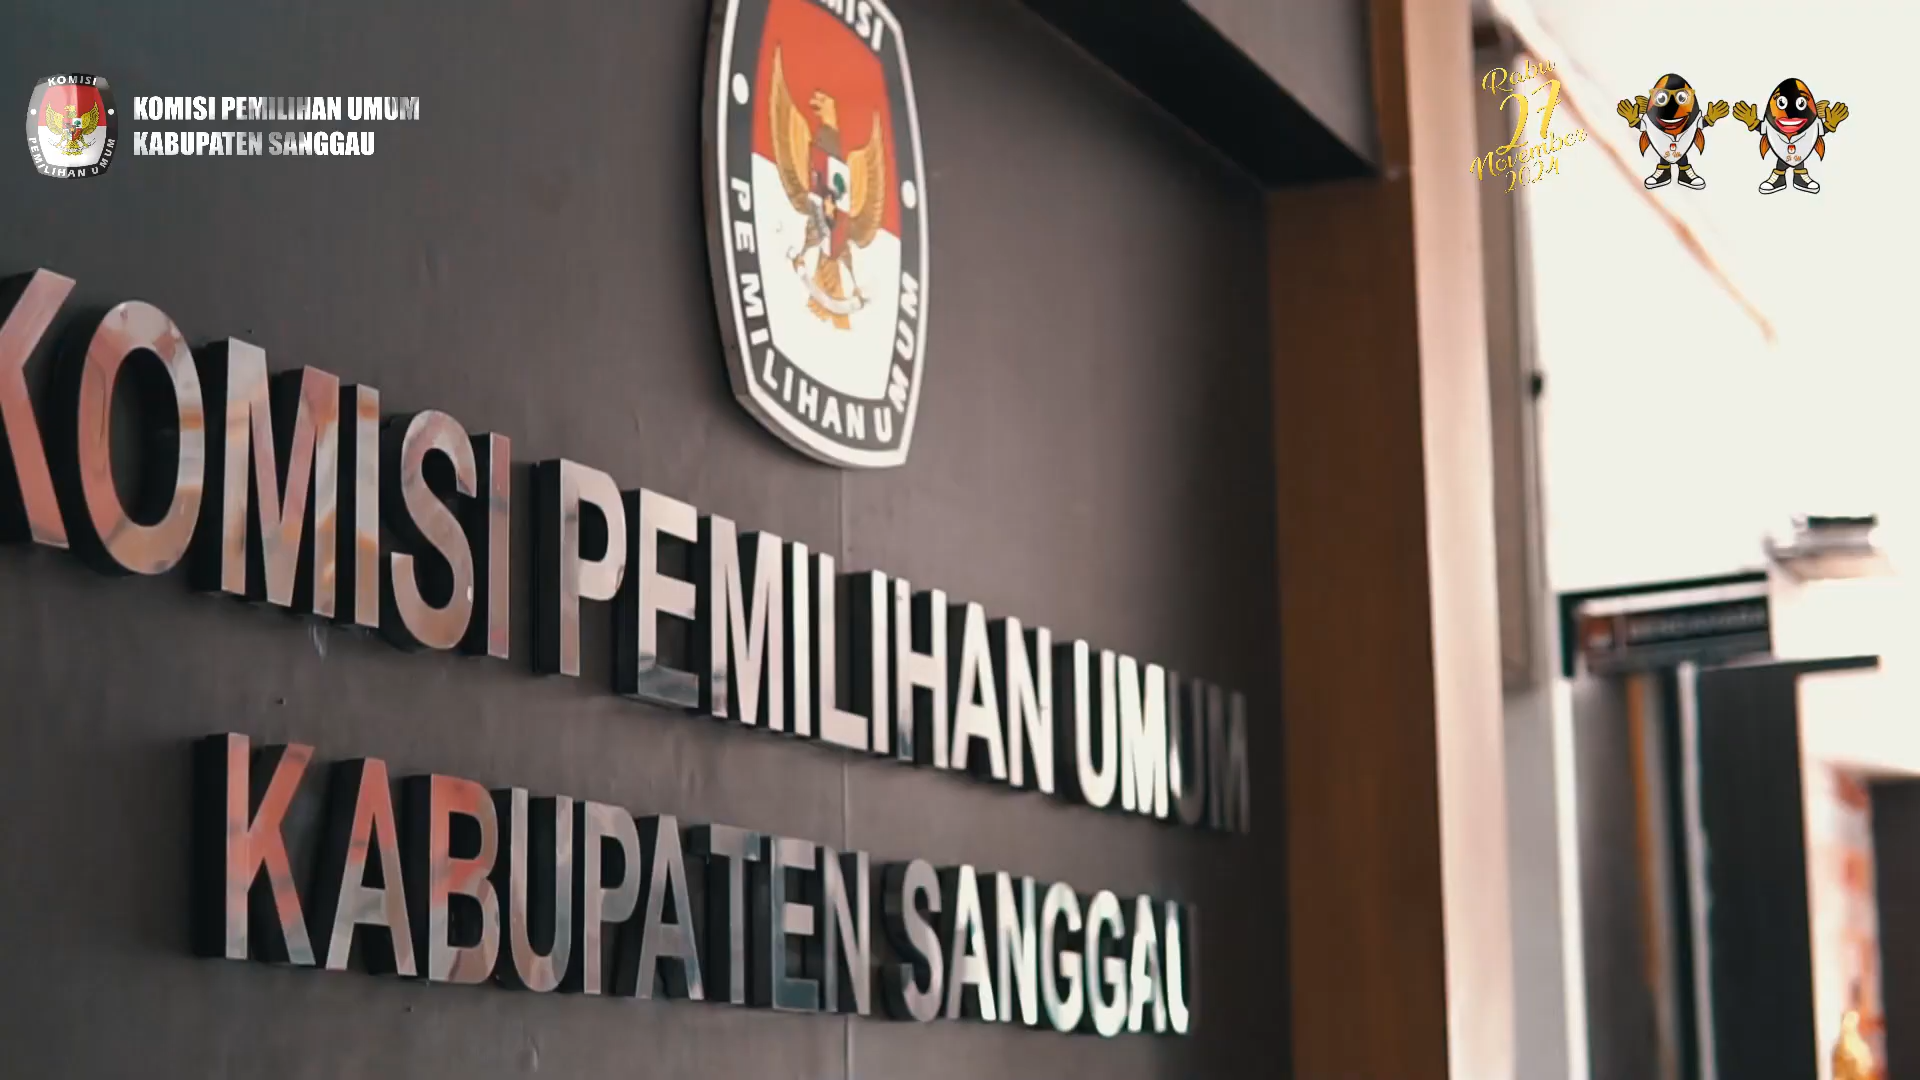 KOMISI
PEMILIHAN UMUM
KOMISI PEMILIHAN UMUM
KABUPATEN SANGGAU
Rabu
27
November
2024
KOMISI
PEMILIHAN UMUM
KOMISI PEMILIHAN UMUM
KABUPATEN SANGGAU